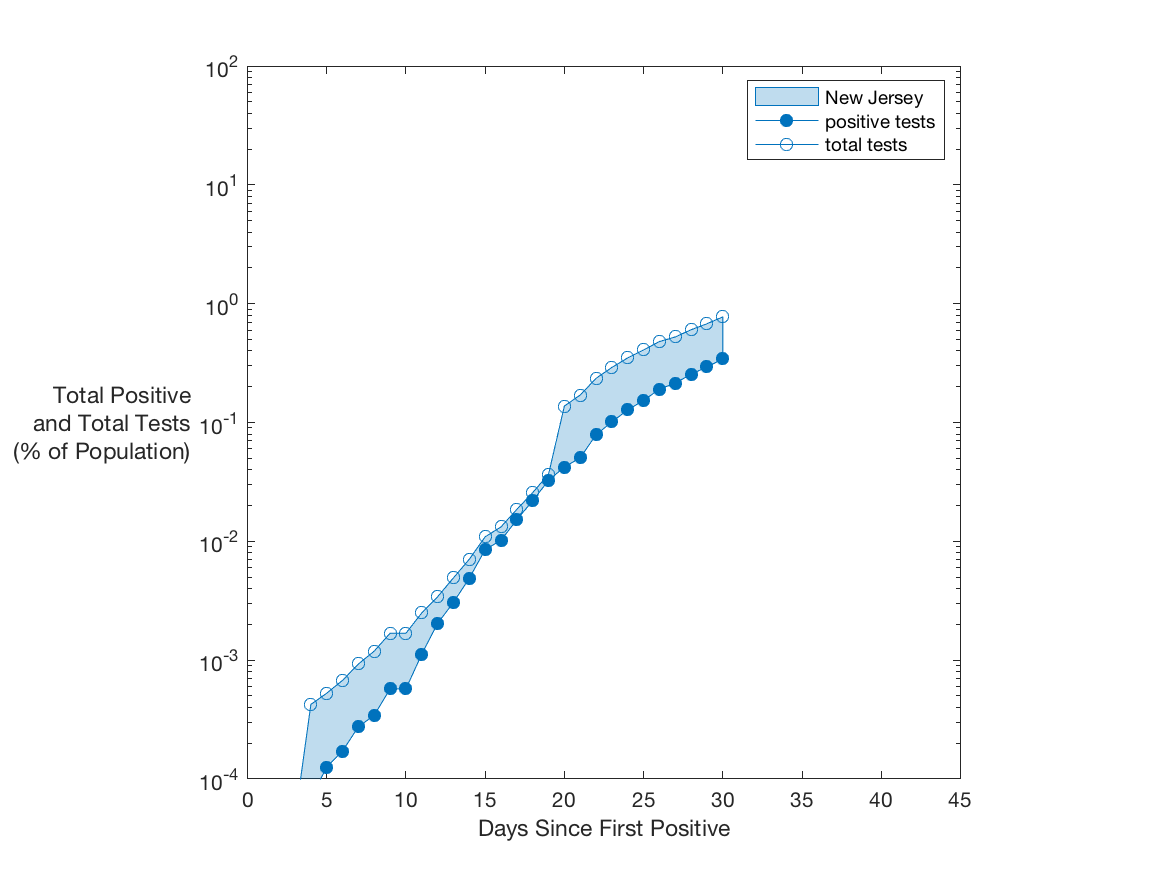 10^2
New Jersey
positive tests
total tests
10^1
10^0
Total Positive
and Total Tests
(% of Population)
10^-1
10^-2
10^-3
10^-4
0 5 10 15 20 25 30 35 40 45
Days Since First Positive